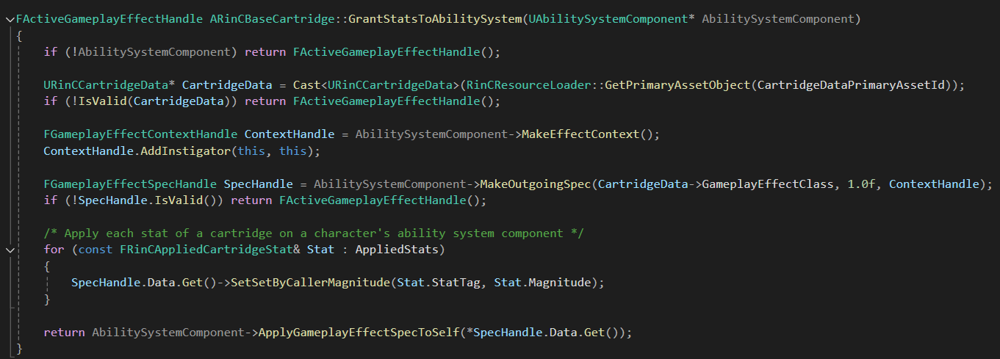 FActiveGameplayEffectHandle ARinCBaseCartridge::GrantStatsToAbilitySystem(UAbilitySystemComponent* AbilitySystemComponent)
{
    if (!AbilitySystemComponent) return FActiveGameplayEffectHandle();

    URinCCartridgeData* CartridgeData = Cast<URinCCartridgeData>(RinCResourceLoader::GetPrimaryAssetObject(CartridgeDataPrimaryAssetId));
    if (!IsValid(CartridgeData)) return FActiveGameplayEffectHandle();

    FGameplayEffectContextHandle ContextHandle = AbilitySystemComponent->MakeEffectContext();
    ContextHandle.AddInstigator(this, this);

    FGameplayEffectSpecHandle SpecHandle = AbilitySystemComponent->MakeOutgoingSpec(CartridgeData->GameplayEffectClass, 1.0f, ContextHandle);
    if (!SpecHandle.IsValid()) return FActiveGameplayEffectHandle();

    /* Apply each stat of a cartridge on a character's ability system component */
    for (const FRinCAppliedCartridgeStat& Stat : AppliedStats)
    {
        SpecHandle.Data.Get()->SetSetByCallerMagnitude(Stat.StatTag, Stat.Magnitude);
    }

    return AbilitySystemComponent->ApplyGameplayEffectSpecToSelf(*SpecHandle.Data.Get());
}